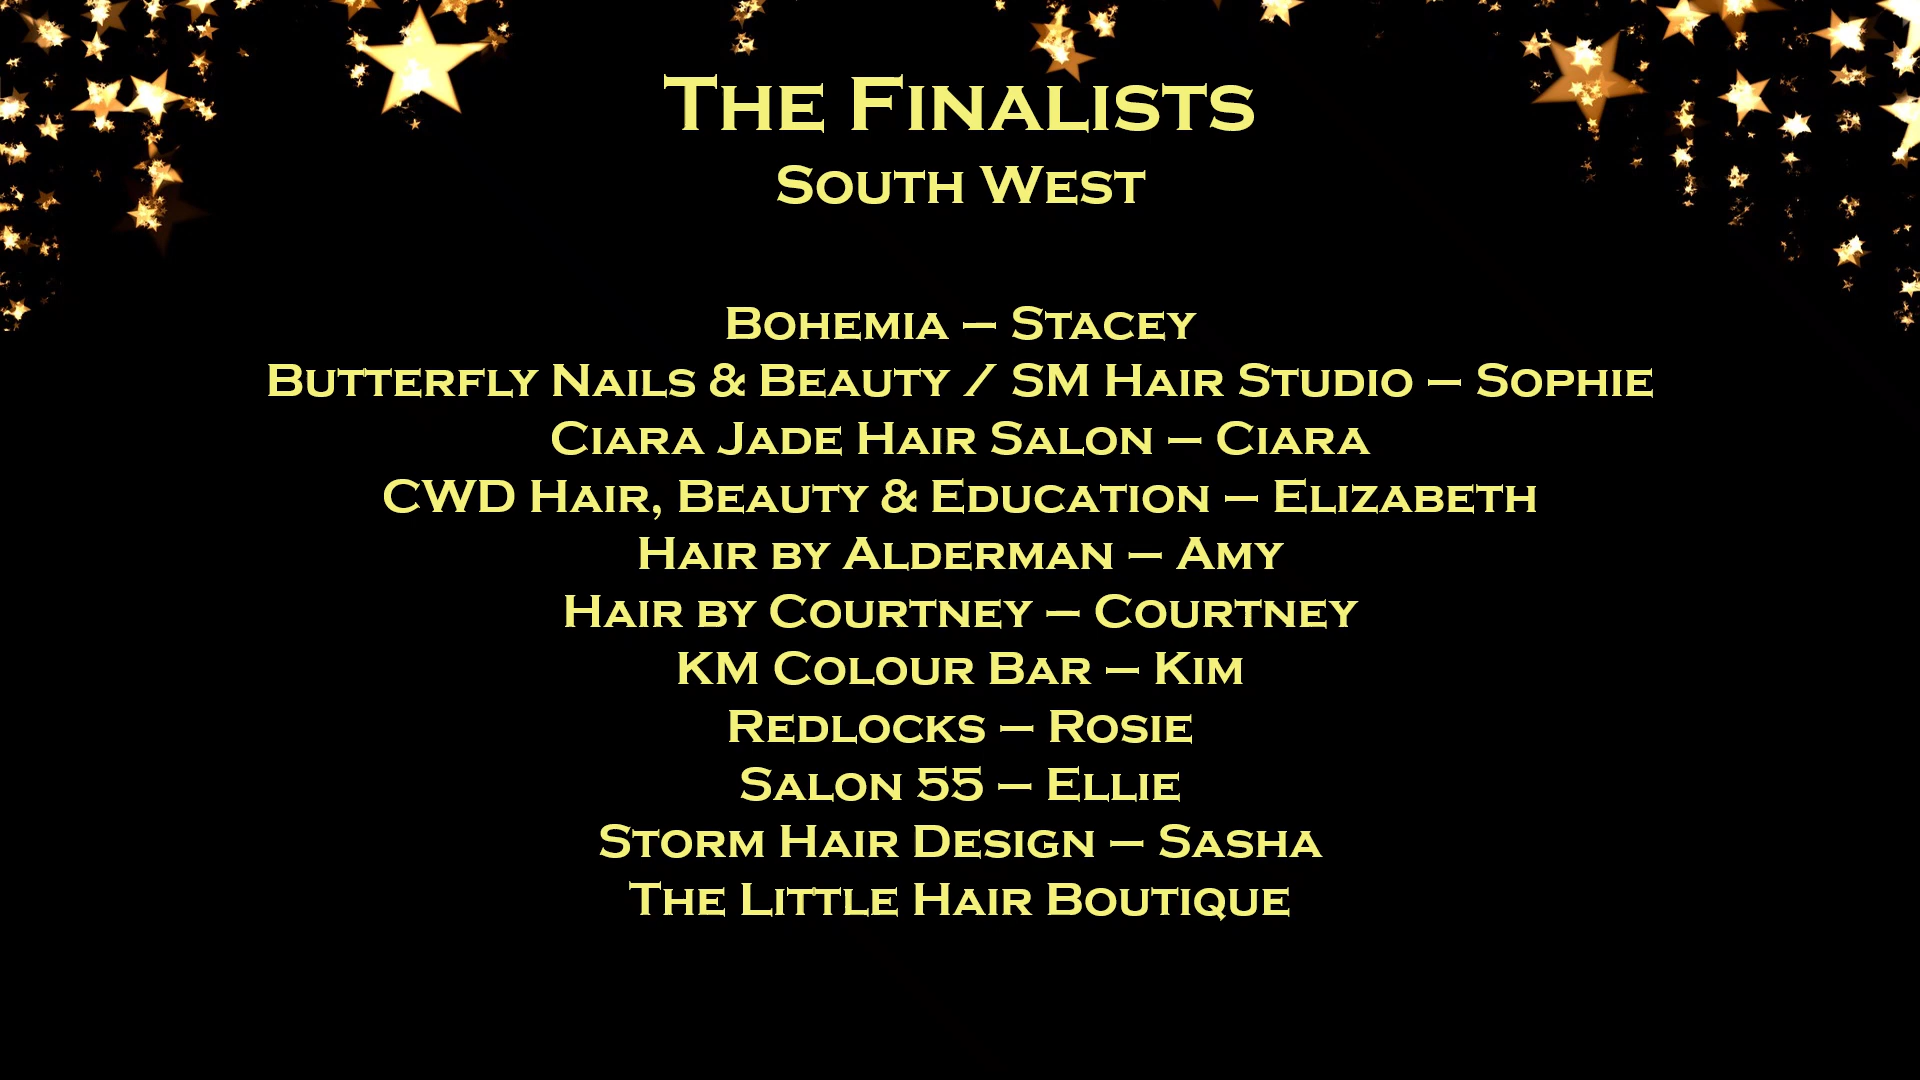 The Finalists
South West
Bohemia – Stacey
Butterfly Nails & Beauty / SM Hair Studio – Sophie
Ciara Jade Hair Salon – Ciara
CWD Hair, Beauty & Education – Elizabeth
Hair by Alderman – Amy
Hair by Courtney – Courtney
KM Colour Bar – Kim
Redlocks – Rosie
Salon 55 – Ellie
Storm Hair Design – Sasha
The Little Hair Boutique